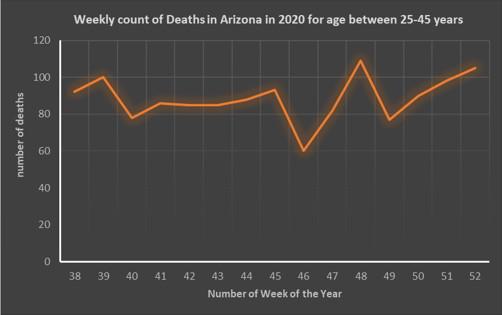 Weekly count of Deaths in Arizona in 2020 for age between 25-45 years
number of deaths
120
100
80
60
40
20
0
38 39 40 41 42 43 44 45 46 47 48 49 50 51 52
Number of Week of the Year